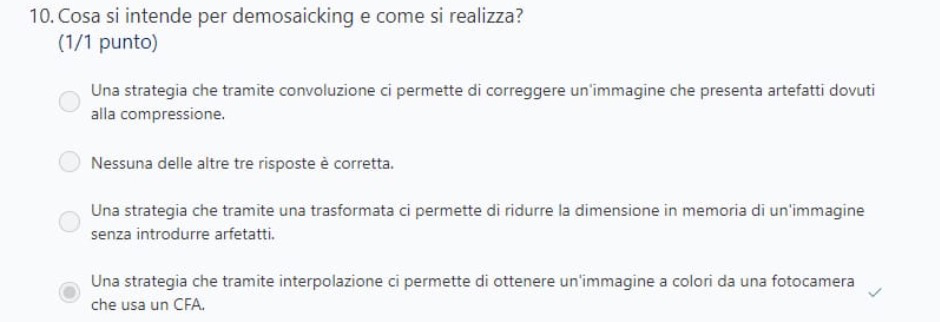 10. Cosa si intende per demosaicking e come si realizza?
(1/1 punto)
Una strategia che tramite convoluzione ci permette di correggere un'immagine che presenta artefatti dovuti
alla compressione.
Nessuna delle altre tre risposte è corretta.
Una strategia che tramite una trasformata ci permette di ridurre la dimensione in memoria di un'immagine
senza introdurre arfetatti.
Una strategia che tramite interpolazione ci permette di ottenere un'immagine a colori da una fotocamera
che usa un CFA.